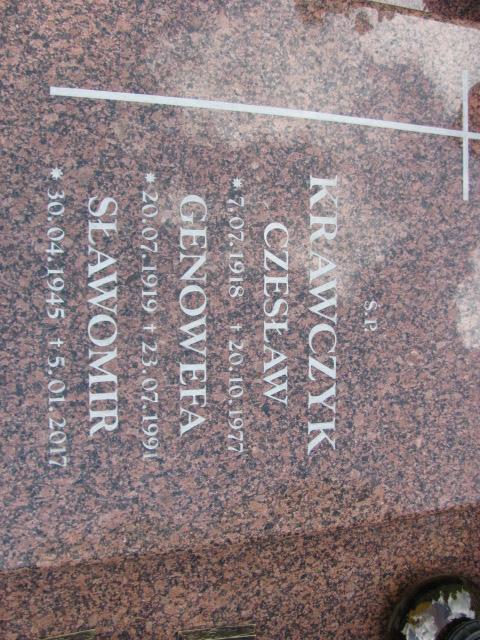 S.P.
KRAWCZYK
CZESŁAW
* 7.07.1918 † 20.10.1977
GENOWEFA
* 20.07.1919 † 23.07.1991
SŁAWOMIR
* 30.04.1945 † 5.01.2017